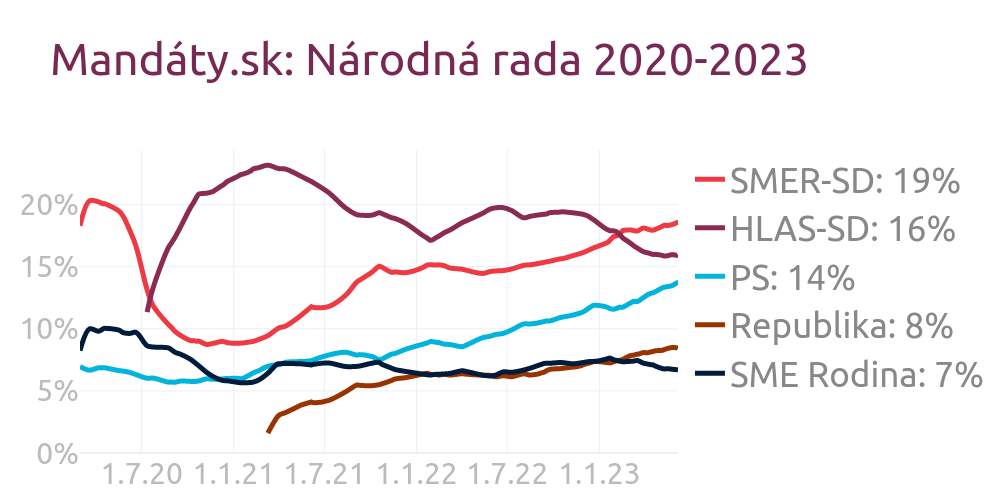 Mandáty.sk: Národná rada 2020-2023
SMER-SD: 19%
HLAS-SD: 16%
PS: 14%
Republika: 8%
SME Rodina: 7%
20%
15%
10%
5%
0%
1.7.20 1.1.21 1.7.21 1.1.22 1.7.22 1.1.23